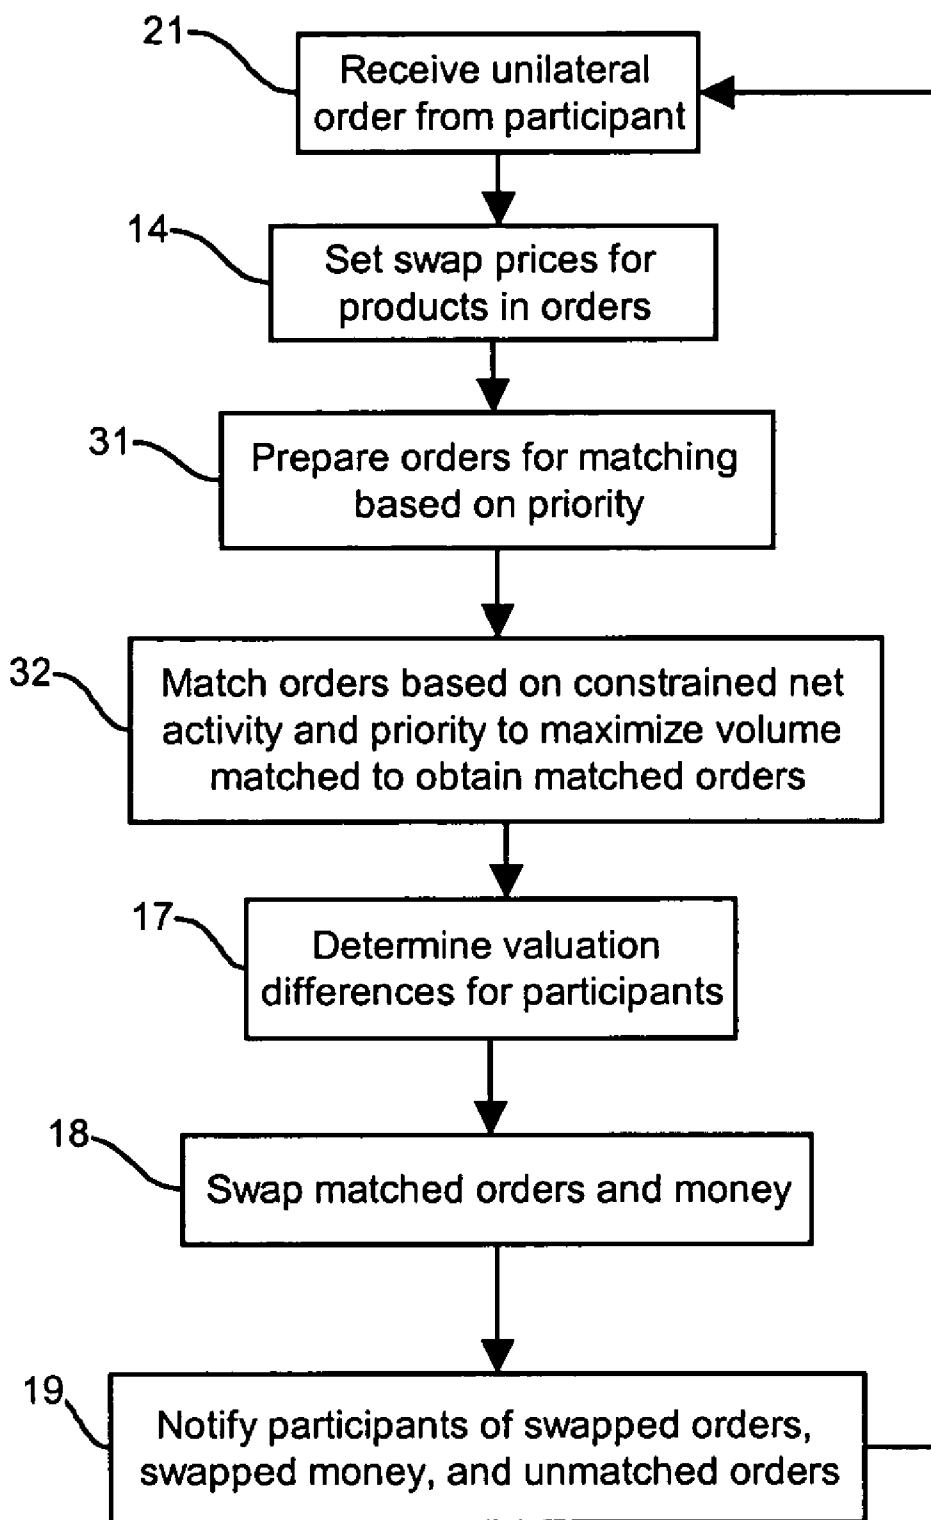 21
Receive unilateral
order from participant
14
Set swap prices for
products in orders
31
Prepare orders for matching
based on priority
32
Match orders based on constrained net
activity and priority to maximize volume
matched to obtain matched orders
17
Determine valuation
differences for participants
18
Swap matched orders and money
19
Notify participants of swapped orders,
swapped money, and unmatched orders